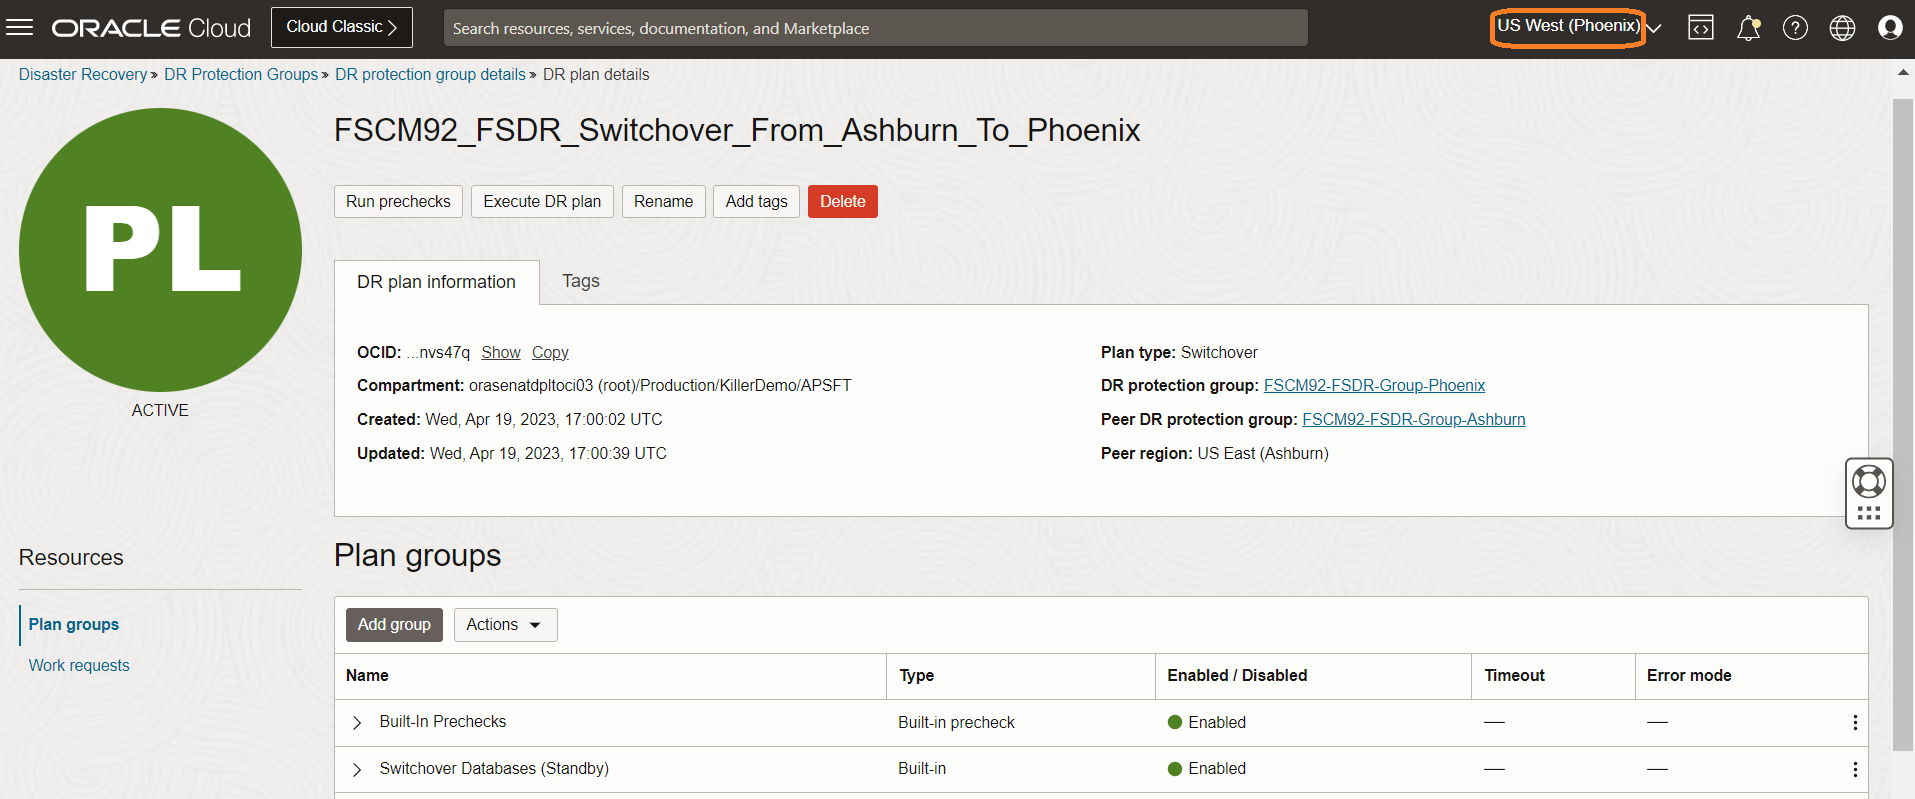 ORACLE Cloud
Cloud Classic
Search resources, services, documentation, and Marketplace
US West (Phoenix)
Disaster Recovery » DR Protection Groups » DR protection group details » DR plan details
PL
ACTIVE
FSCM92_FSDR_Switchover_From_Ashburn_To_Phoenix
Run prechecks Execute DR plan Rename Add tags Delete
DR plan information Tags
OCID: ...nvs47q Show Copy
Compartment: orasenatdpltoci03 (root)/Production/KillerDemo/APSFT
Created: Wed, Apr 19, 2023, 17:00:02 UTC
Updated: Wed, Apr 19, 2023, 17:00:39 UTC
Plan type: Switchover
DR protection group: FSCM92-FSDR-Group-Phoenix
Peer DR protection group: FSCM92-FSDR-Group-Ashburn
Peer region: US East (Ashburn)
Resources
Plan groups
Work requests
Plan groups
Add group Actions
Name Type Enabled / Disabled Timeout Error mode
Built-In Prechecks Built-in precheck Enabled — —
Switchover Databases (Standby) Built-in Enabled — —